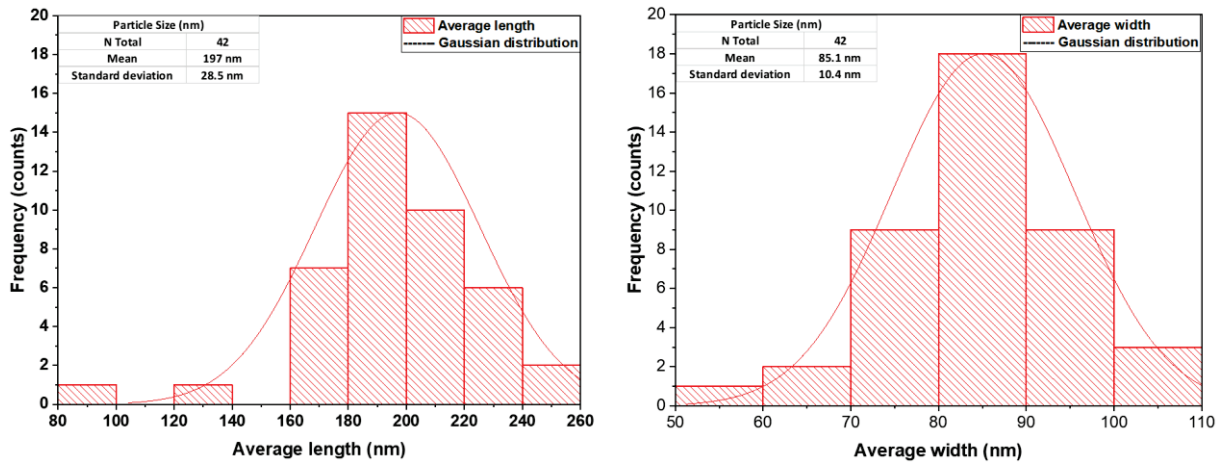 Particle Size (nm)
N Total 42
Mean 197 nm
Standard deviation 28.5 nm
Average length
Gaussian distribution
20
18
16
14
12
10
8
6
4
2
0
Frequency (counts)
80 100 120 140 160 180 200 220 240 260
Average length (nm)
Particle Size (nm)
N Total 42
Mean 85.1 nm
Standard deviation 10.4 nm
Average width
Gaussian distribution
20
18
16
14
12
10
8
6
4
2
0
Frequency (counts)
50 60 70 80 90 100 110
Average width (nm)